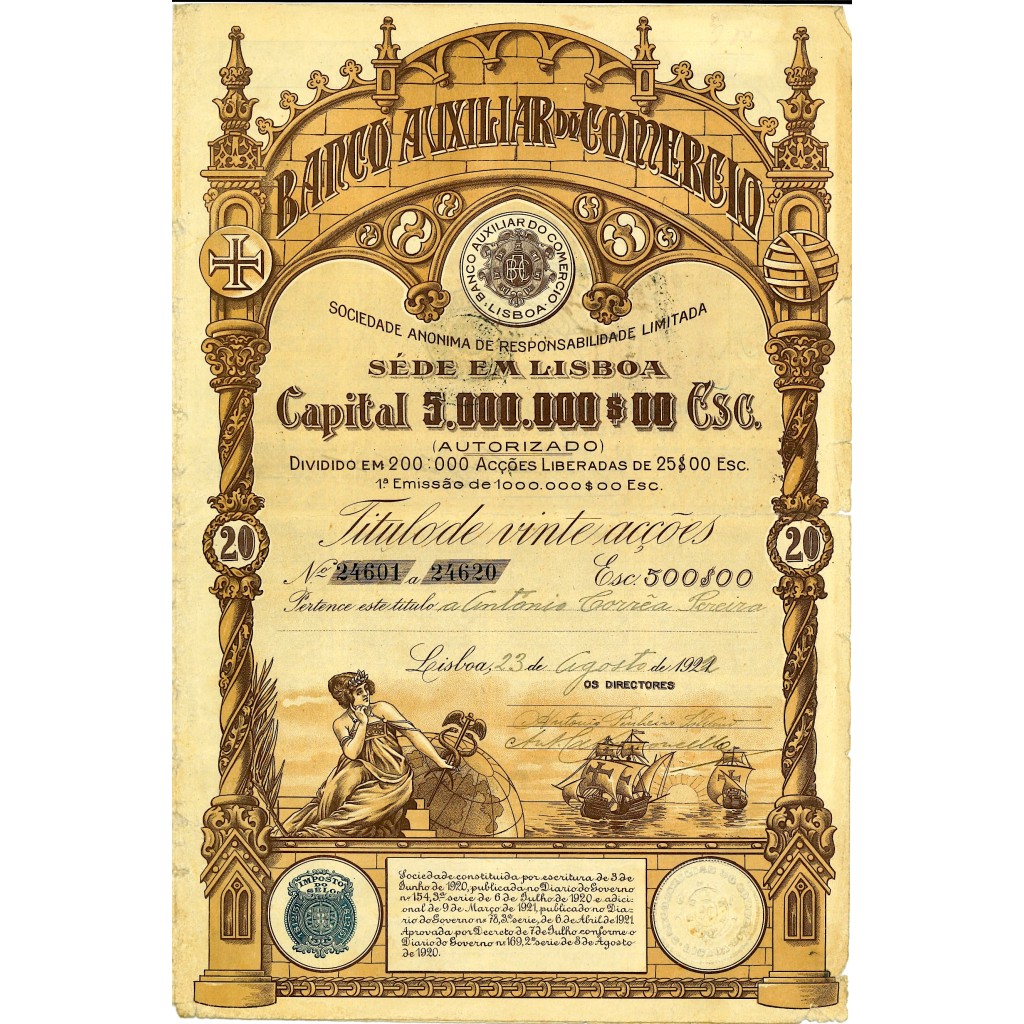 BANCO AUXILIAR DO COMERCIO
BANCO AUXILIAR DO COMERCIO
LISBOA
SOCIEDADE ANONIMA DE RESPONSABILIDADE LIMITADA
SÉDE EM LISBOA
Capital 5.000.000$00 Esc.
(AUTORIZADO)
DIVIDIDO EM 200:000 ACÇÕES LIBERADAS DE 25$00 ESC.
1ª EMISSÃO de 1000.000$00 ESC.
Titulo de vinte acções
20
20
Nº 24601 a 24620 Esc. 500$00
Pertence este titulo a Antonio Corrêa Pereira
Lisboa, 23 de Agosto de 1922
OS DIRECTORES
Antonio Pinheiro
IMPOSTO
DO
SÊLO
Sociedade constituida por escritura de 3 de
Junho de 1920, publicada no Diario do Governo
nº 154, 3ª serie de 6 de Julho de 1920 e adicio-
nal de 9 de Março de 1921, publicado no Dia-
rio do Governo nº 78, 3ª serie, de 6 de Abril de 1921
Aprovada por Decreto de 7 de Julho conforme o
Diario do Governo nº 169, 2ª serie de 3 de Agosto
de 1920.